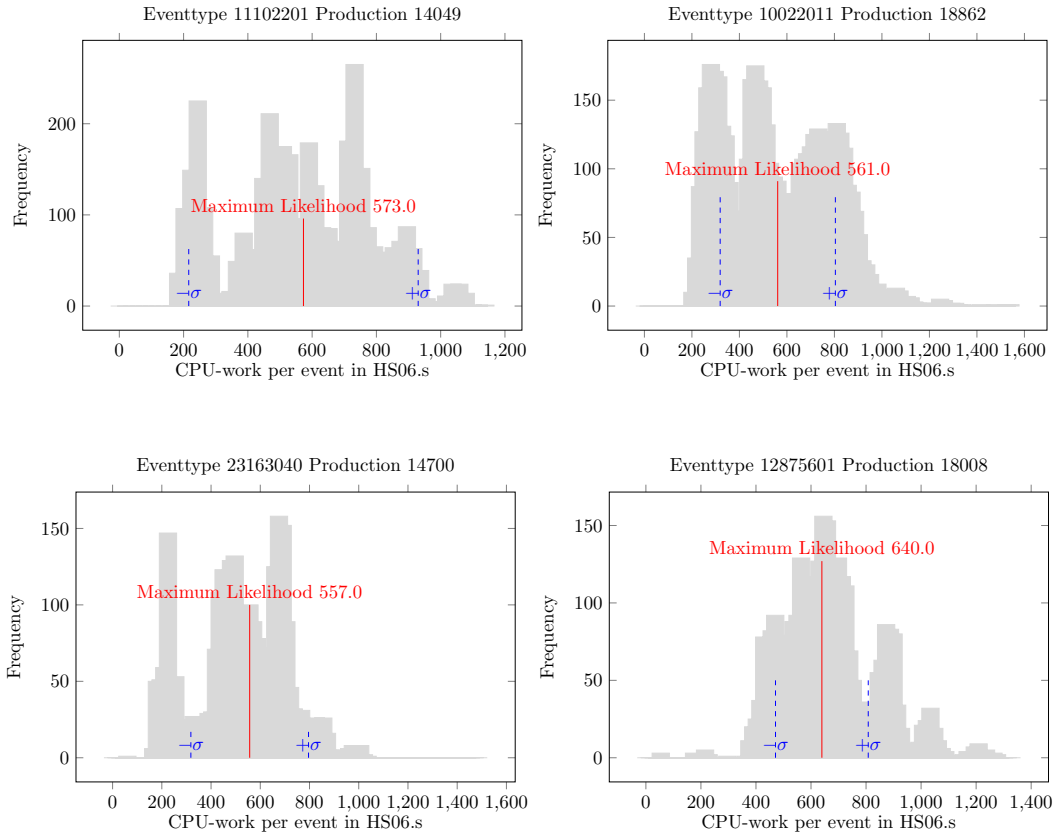 Eventtype 11102201 Production 14049
200
100
0
Frequency
Maximum Likelihood 573.0
−σ
+σ
0 200 400 600 800 1,000 1,200
CPU-work per event in HS06.s
Eventtype 10022011 Production 18862
150
100
50
0
Frequency
Maximum Likelihood 561.0
−σ
+σ
0 200 400 600 800 1,000 1,200 1,400 1,600
CPU-work per event in HS06.s
Eventtype 23163040 Production 14700
150
100
50
0
Frequency
Maximum Likelihood 557.0
−σ
+σ
0 200 400 600 800 1,000 1,200 1,400 1,600
CPU-work per event in HS06.s
Eventtype 12875601 Production 18008
150
100
50
0
Frequency
Maximum Likelihood 640.0
−σ
+σ
0 200 400 600 800 1,000 1,200 1,400
CPU-work per event in HS06.s